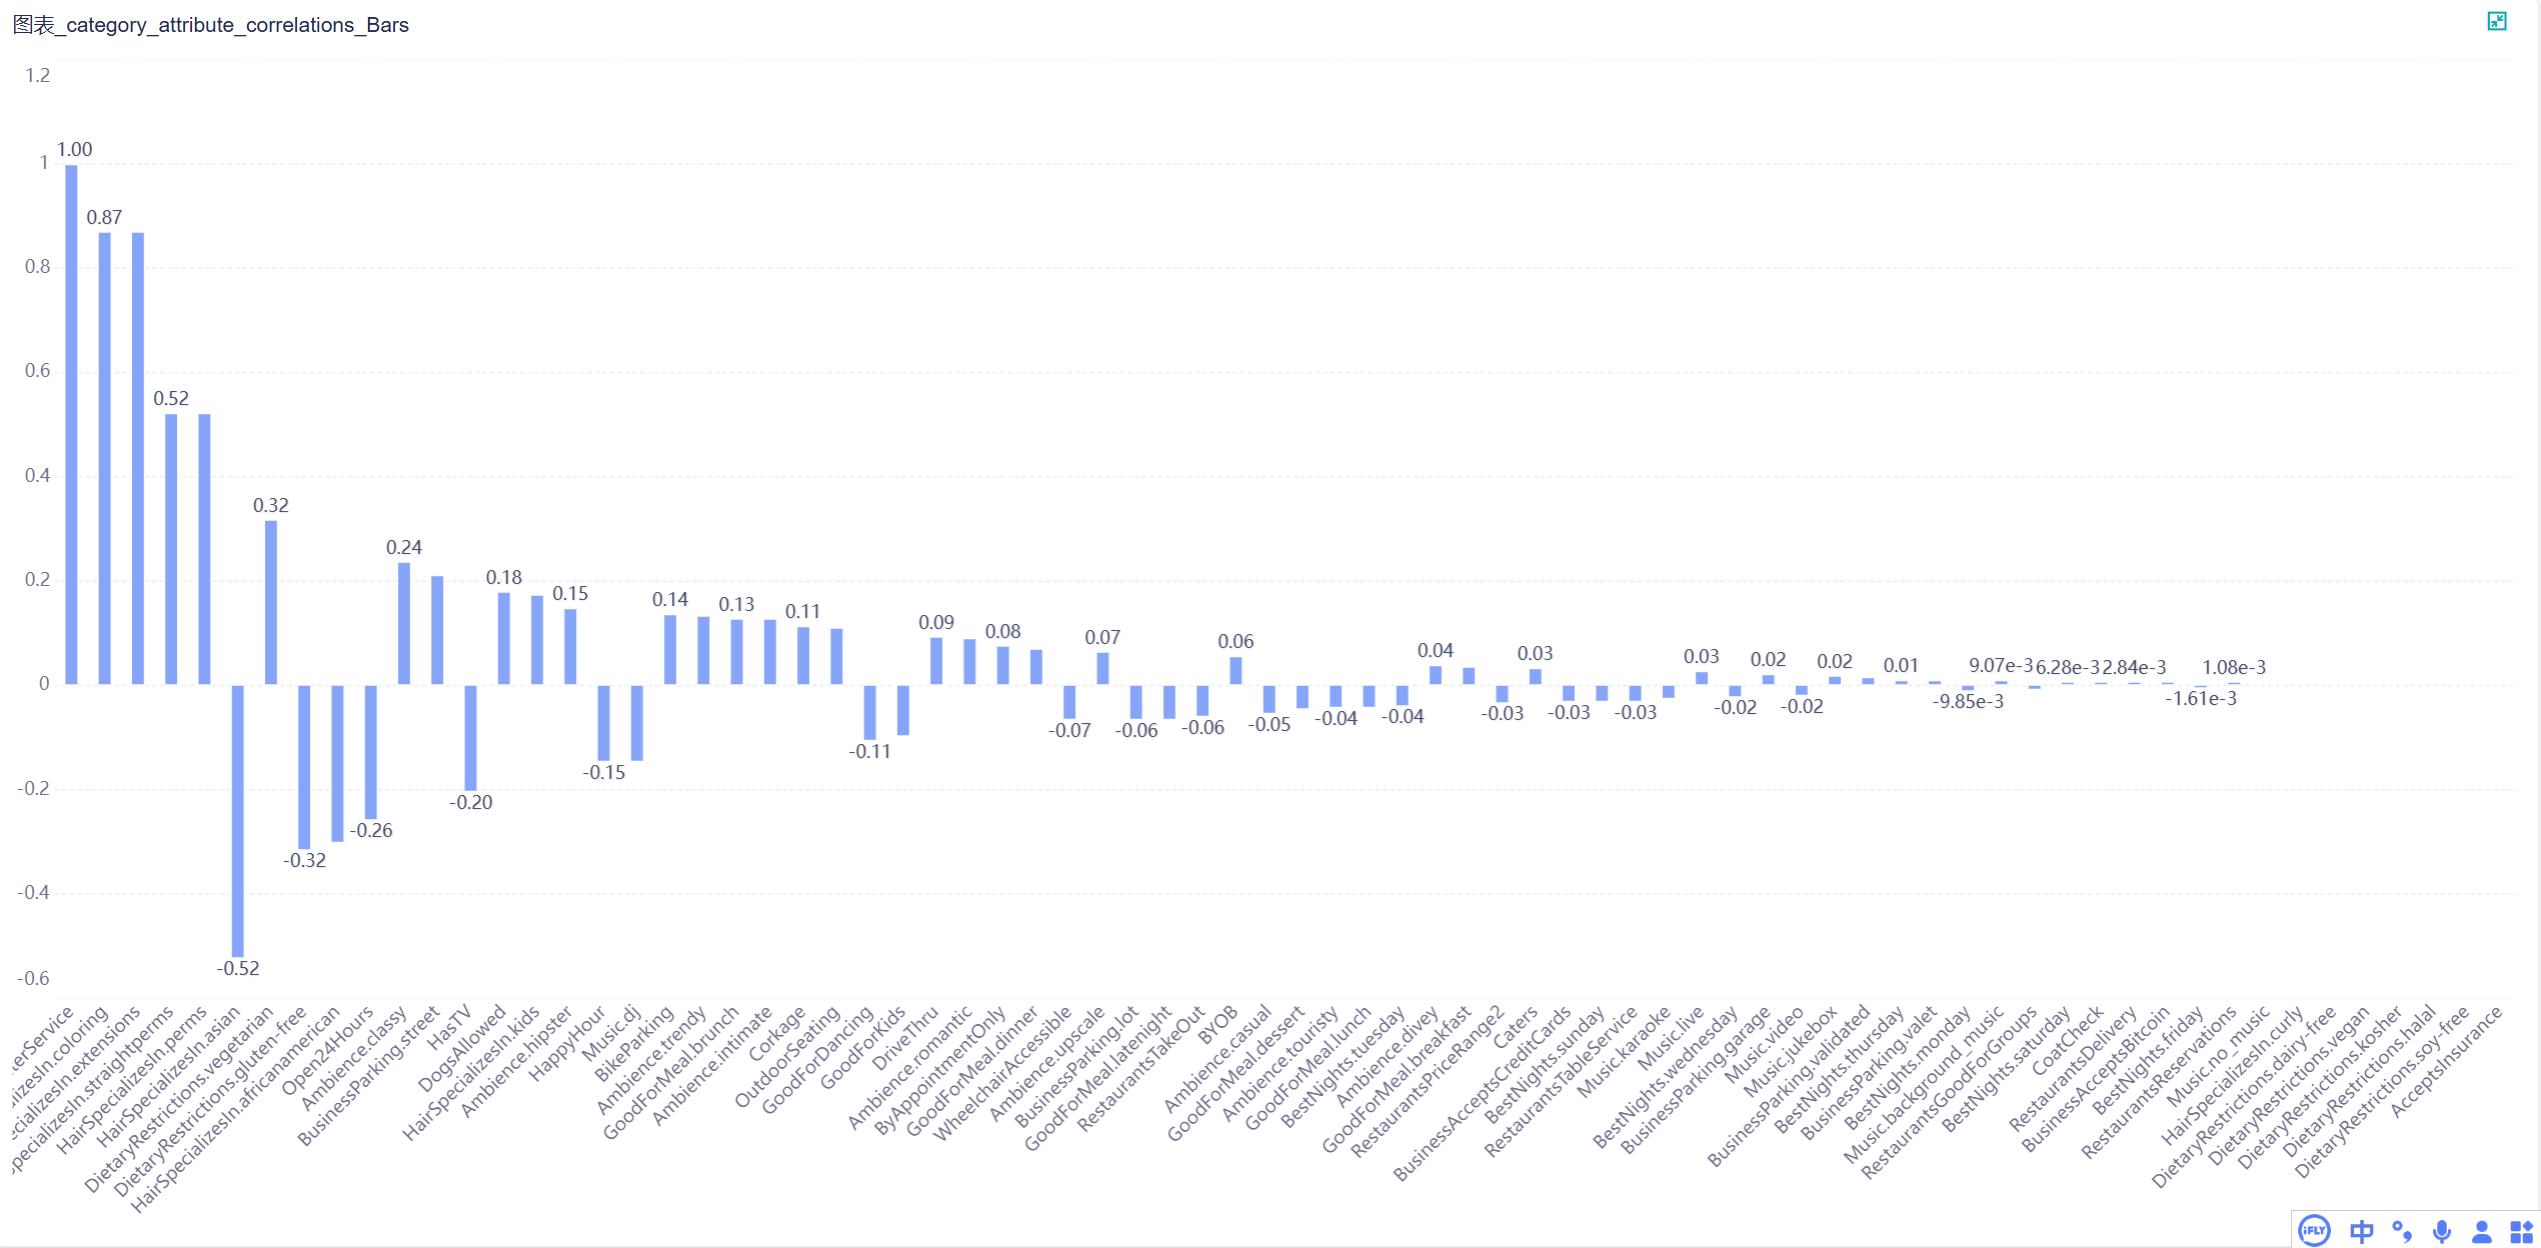 图表_category_attribute_correlations_Bars
1.2
1
0.8
0.6
0.4
0.2
0
-0.2
-0.4
-0.6
1.00
0.87
0.52
-0.52
0.32
-0.32
-0.26
0.24
-0.20
0.18
0.15
-0.15
0.14
0.13
0.11
-0.11
0.09
0.08
-0.07
0.07
-0.06
-0.06
0.06
-0.05
-0.04
-0.04
0.04
-0.03
0.03
-0.03
-0.03
0.03
-0.02
0.02
-0.02
0.02
0.01
-9.85e-3
9.07e-3
6.28e-3
2.84e-3
-1.61e-3
1.08e-3
erService
lizesIn.coloring
ecializesIn.extensions
pecializesIn.straightperms
HairSpecializesIn.perms
HairSpecializesIn.asian
DietaryRestrictions.vegetarian
DietaryRestrictions.gluten-free
HairSpecializesIn.africanamerican
Open24Hours
Ambience.classy
BusinessParking.street
HasTV
DogsAllowed
HairSpecializesIn.kids
Ambience.hipster
HappyHour
Music.dj
BikeParking
Ambience.trendy
GoodForMeal.brunch
Ambience.intimate
Corkage
OutdoorSeating
GoodForDancing
GoodForKids
DriveThru
Ambience.romantic
ByAppointmentOnly
GoodForMeal.dinner
WheelchairAccessible
Ambience.upscale
BusinessParking.lot
GoodForMeal.latenight
RestaurantsTakeOut
BYOB
Ambience.casual
GoodForMeal.dessert
Ambience.touristy
GoodForMeal.lunch
BestNights.tuesday
Ambience.divey
GoodForMeal.breakfast
RestaurantsPriceRange2
Caters
BusinessAcceptsCreditCards
BestNights.sunday
RestaurantsTableService
Music.karaoke
Music.live
BestNights.wednesday
BusinessParking.garage
Music.video
Music.jukebox
BusinessParking.validated
BestNights.thursday
BusinessParking.valet
BestNights.monday
Music.background_music
RestaurantsGoodForGroups
BestNights.saturday
CoatCheck
RestaurantsDelivery
BusinessAcceptsBitcoin
BestNights.friday
RestaurantsReservations
Music.no_music
HairSpecializesIn.curly
DietaryRestrictions.dairy-free
DietaryRestrictions.vegan
DietaryRestrictions.kosher
DietaryRestrictions.halal
DietaryRestrictions.soy-free
AcceptsInsurance
iFLY
中